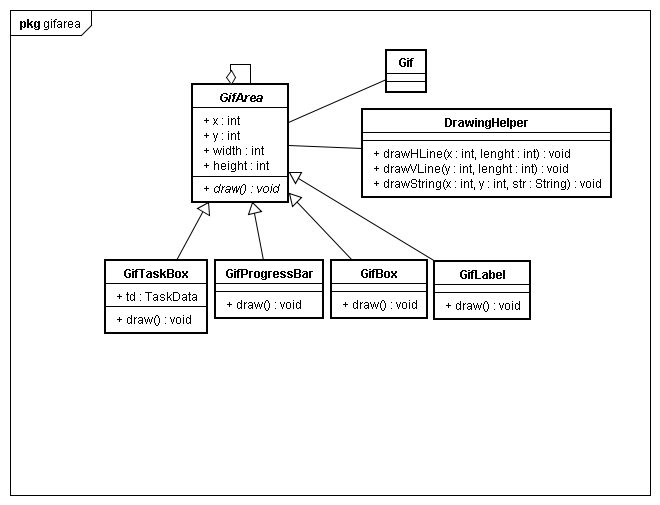 pkg gifarea
Gif
GifArea
+ x : int
+ y : int
+ width : int
+ height : int
+ draw() : void
DrawingHelper
+ drawHLine(x : int, lenght : int) : void
+ drawVLine(y : int, lenght : int) : void
+ drawString(x : int, y : int, str : String) : void
GifTaskBox
+ td : TaskData
+ draw() : void
GifProgressBar
+ draw() : void
GifBox
+ draw() : void
GifLabel
+ draw() : void